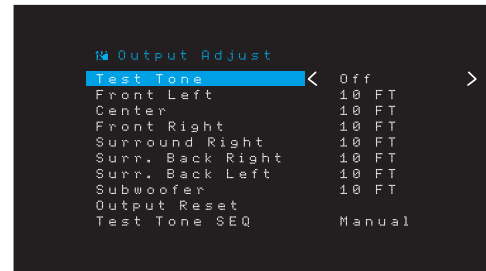 Output Adjust
Test Tone < Off >
Front Left 10 FT
Center 10 FT
Front Right 10 FT
Surround Right 10 FT
Surr. Back Right 10 FT
Surr. Back Left 10 FT
Subwoofer 10 FT
Output Reset
Test Tone SEQ Manual